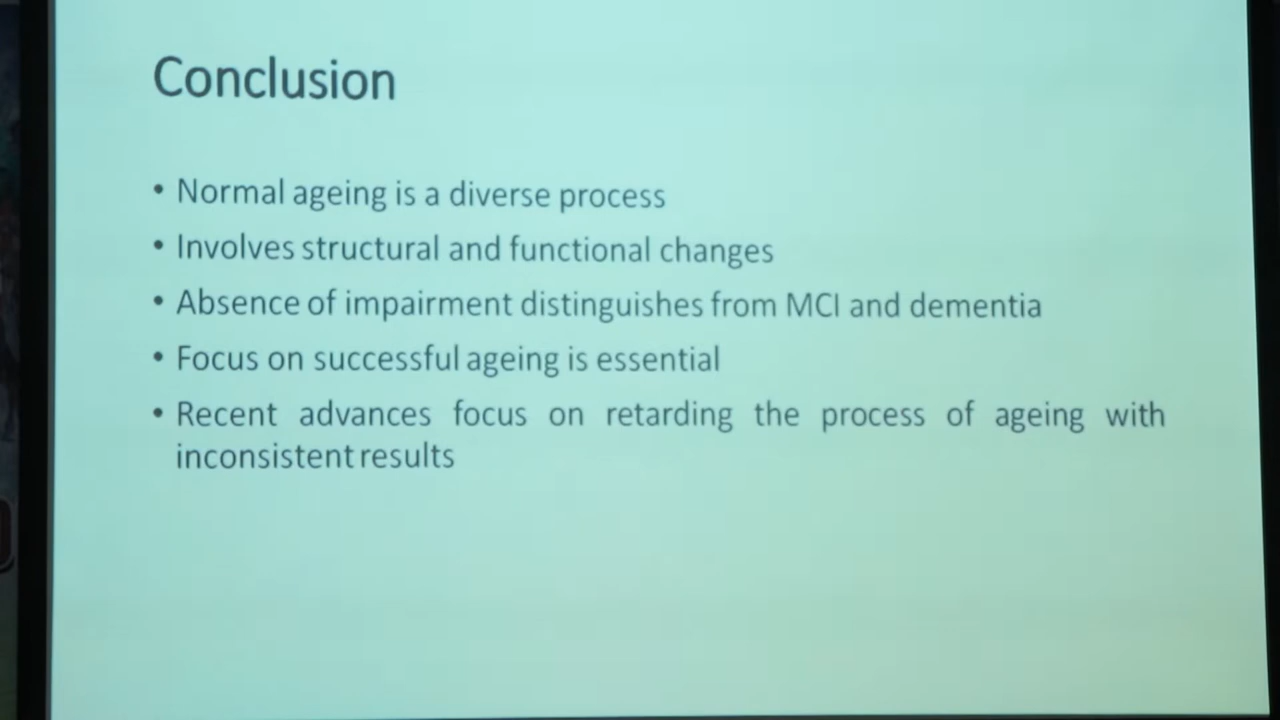 Conclusion
• Normal ageing is a diverse process
• Involves structural and functional changes
• Absence of impairment distinguishes from MCI and dementia
• Focus on successful ageing is essential
• Recent advances focus on retarding the process of ageing with
inconsistent results